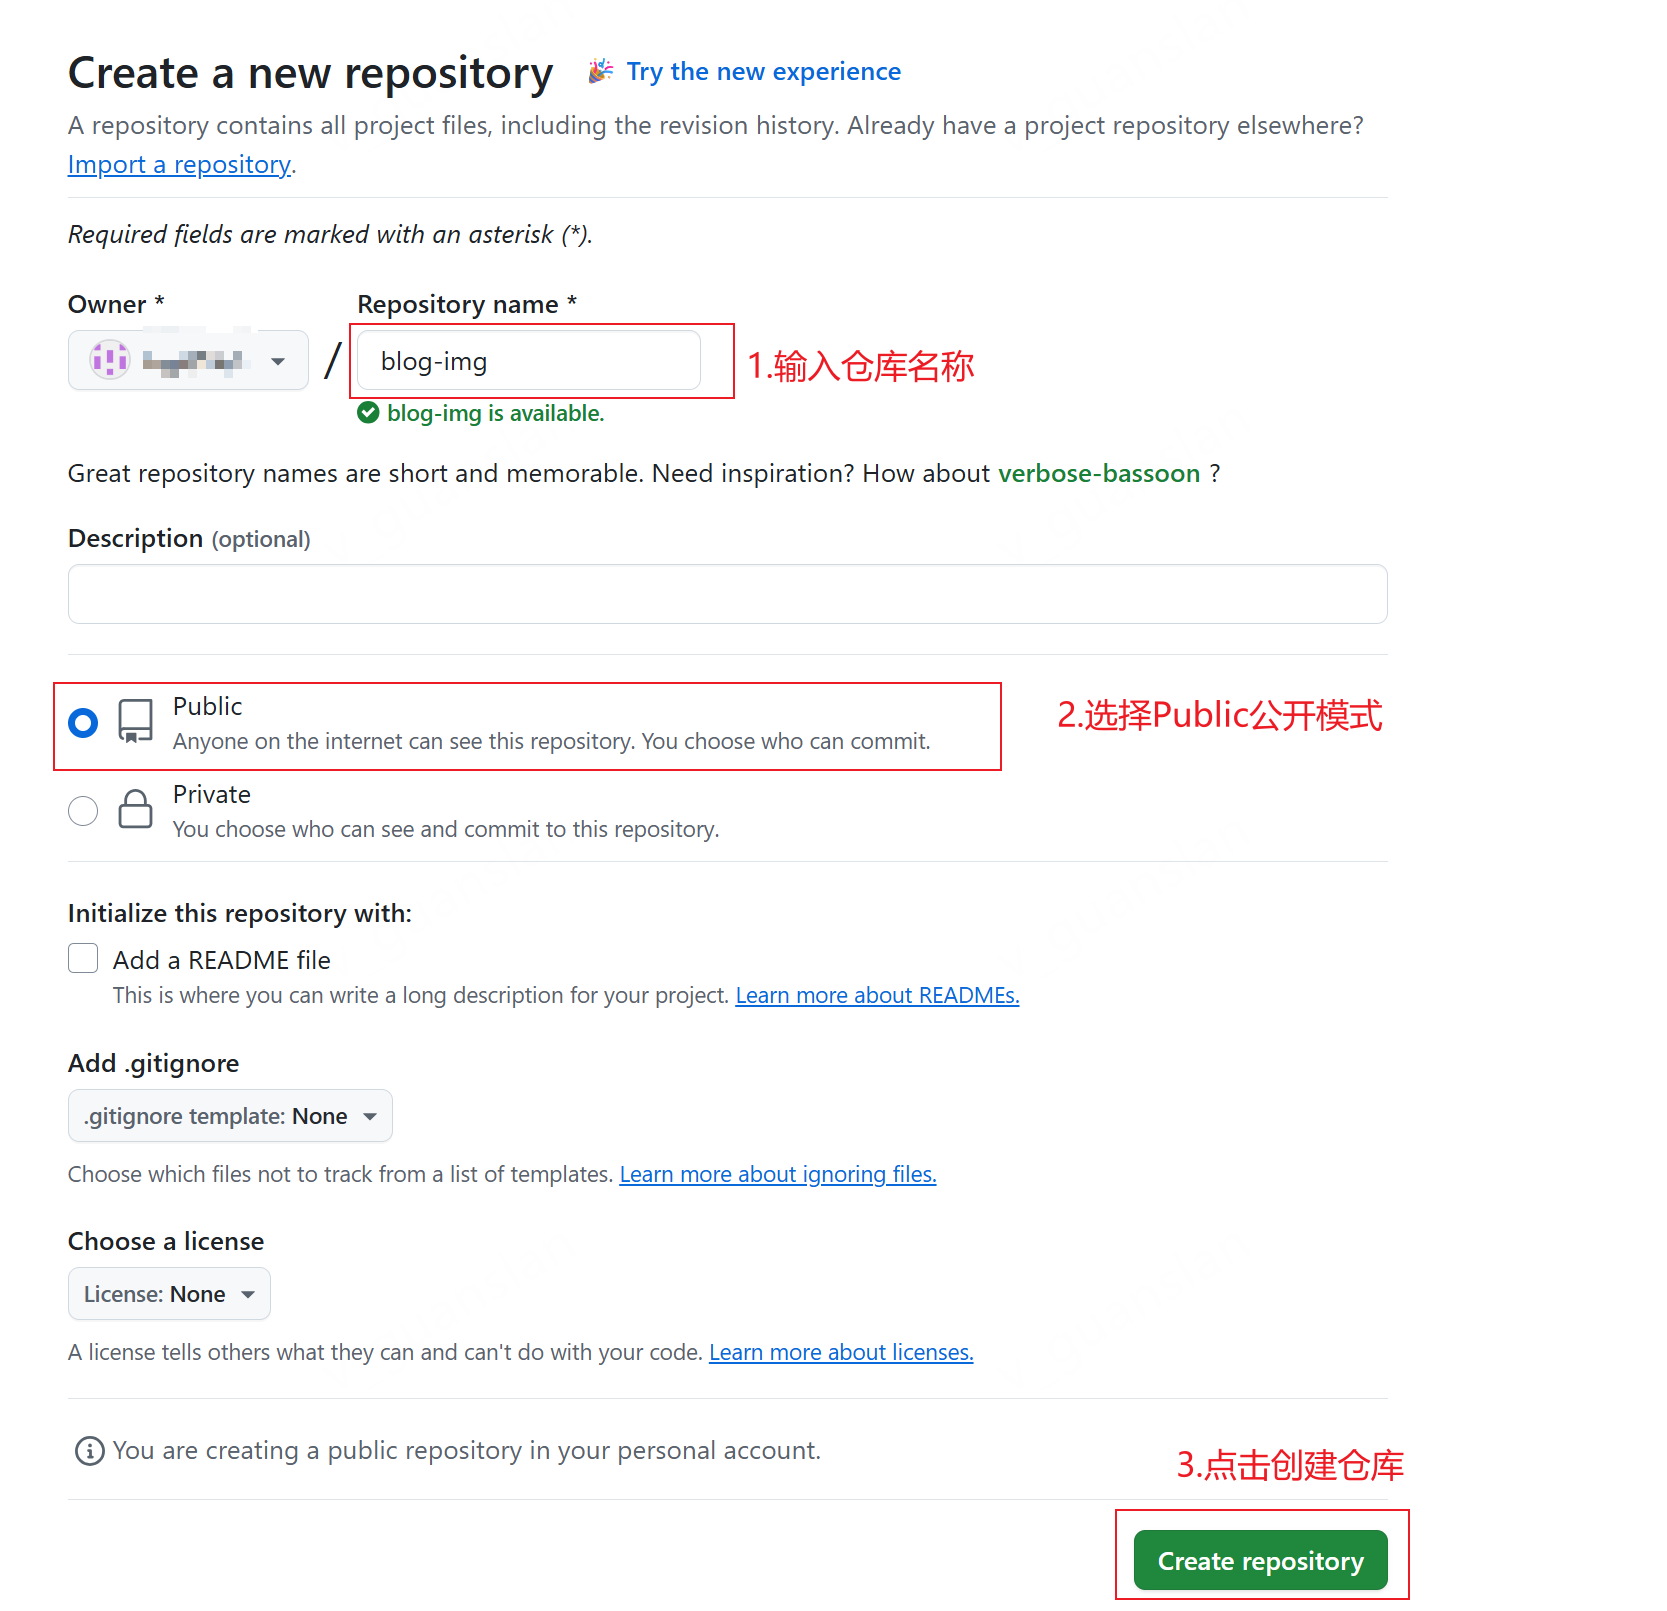 Create a new repository
Try the new experience
A repository contains all project files, including the revision history. Already have a project repository elsewhere?
Import a repository.
Required fields are marked with an asterisk (*).
Owner *
Repository name *
/
blog-img
1.输入仓库名称
blog-img is available.
Great repository names are short and memorable. Need inspiration? How about verbose-bassoon ?
Description (optional)
Public
Anyone on the internet can see this repository. You choose who can commit.
2.选择Public公开模式
Private
You choose who can see and commit to this repository.
Initialize this repository with:
Add a README file
This is where you can write a long description for your project. Learn more about READMEs.
Add .gitignore
.gitignore template: None
Choose which files not to track from a list of templates. Learn more about ignoring files.
Choose a license
License: None
A license tells others what they can and can't do with your code. Learn more about licenses.
You are creating a public repository in your personal account.
3.点击创建仓库
Create repository